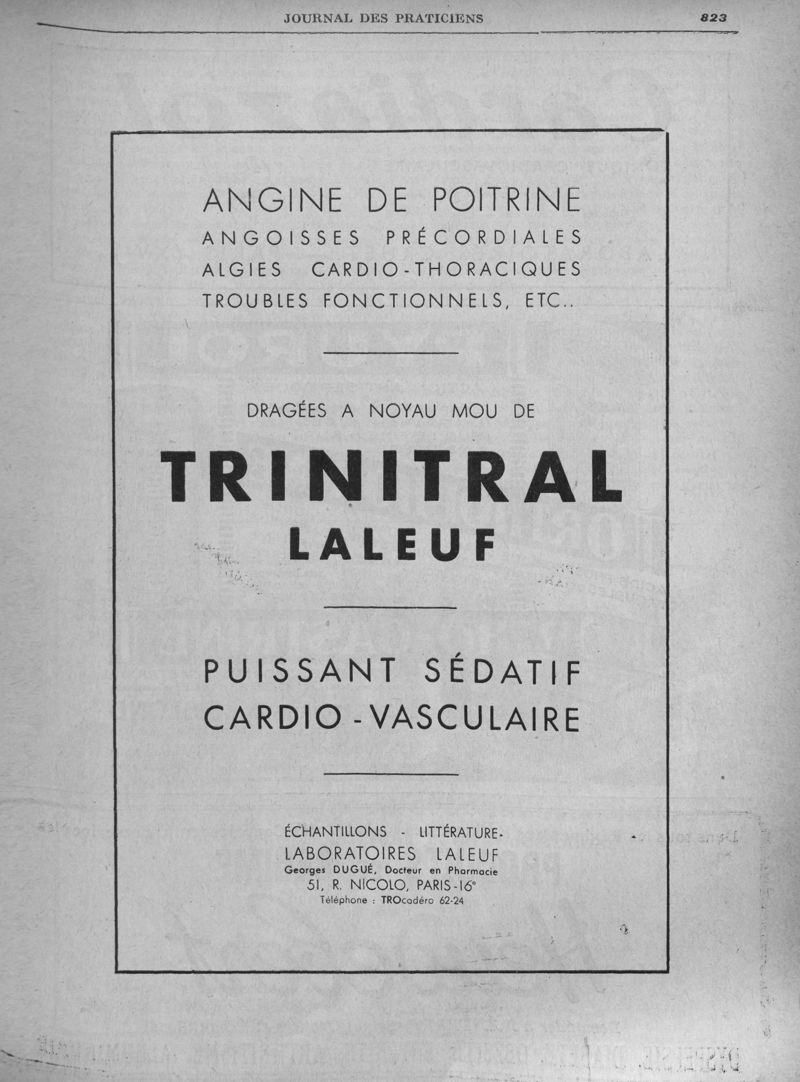 JOURNAL DES PRATICIENS 823
ANGINE DE POITRINE
ANGOISSES PRÉCORDIALES
ALGIES CARDIO-THORACIQUES
TROUBLES FONCTIONNELS, ETC..
DRAGÉES A NOYAU MOU DE
TRINITRAL
LALEUF
PUISSANT SÉDATIF
CARDIO-VASCULAIRE
ÉCHANTILLONS - LITTÉRATURE.
LABORATOIRES LALEUF
Georges DUGUÉ, Docteur en Pharmacie
51, R. NICOLO, PARIS-16e
Téléphone : TROcadéro 62-24